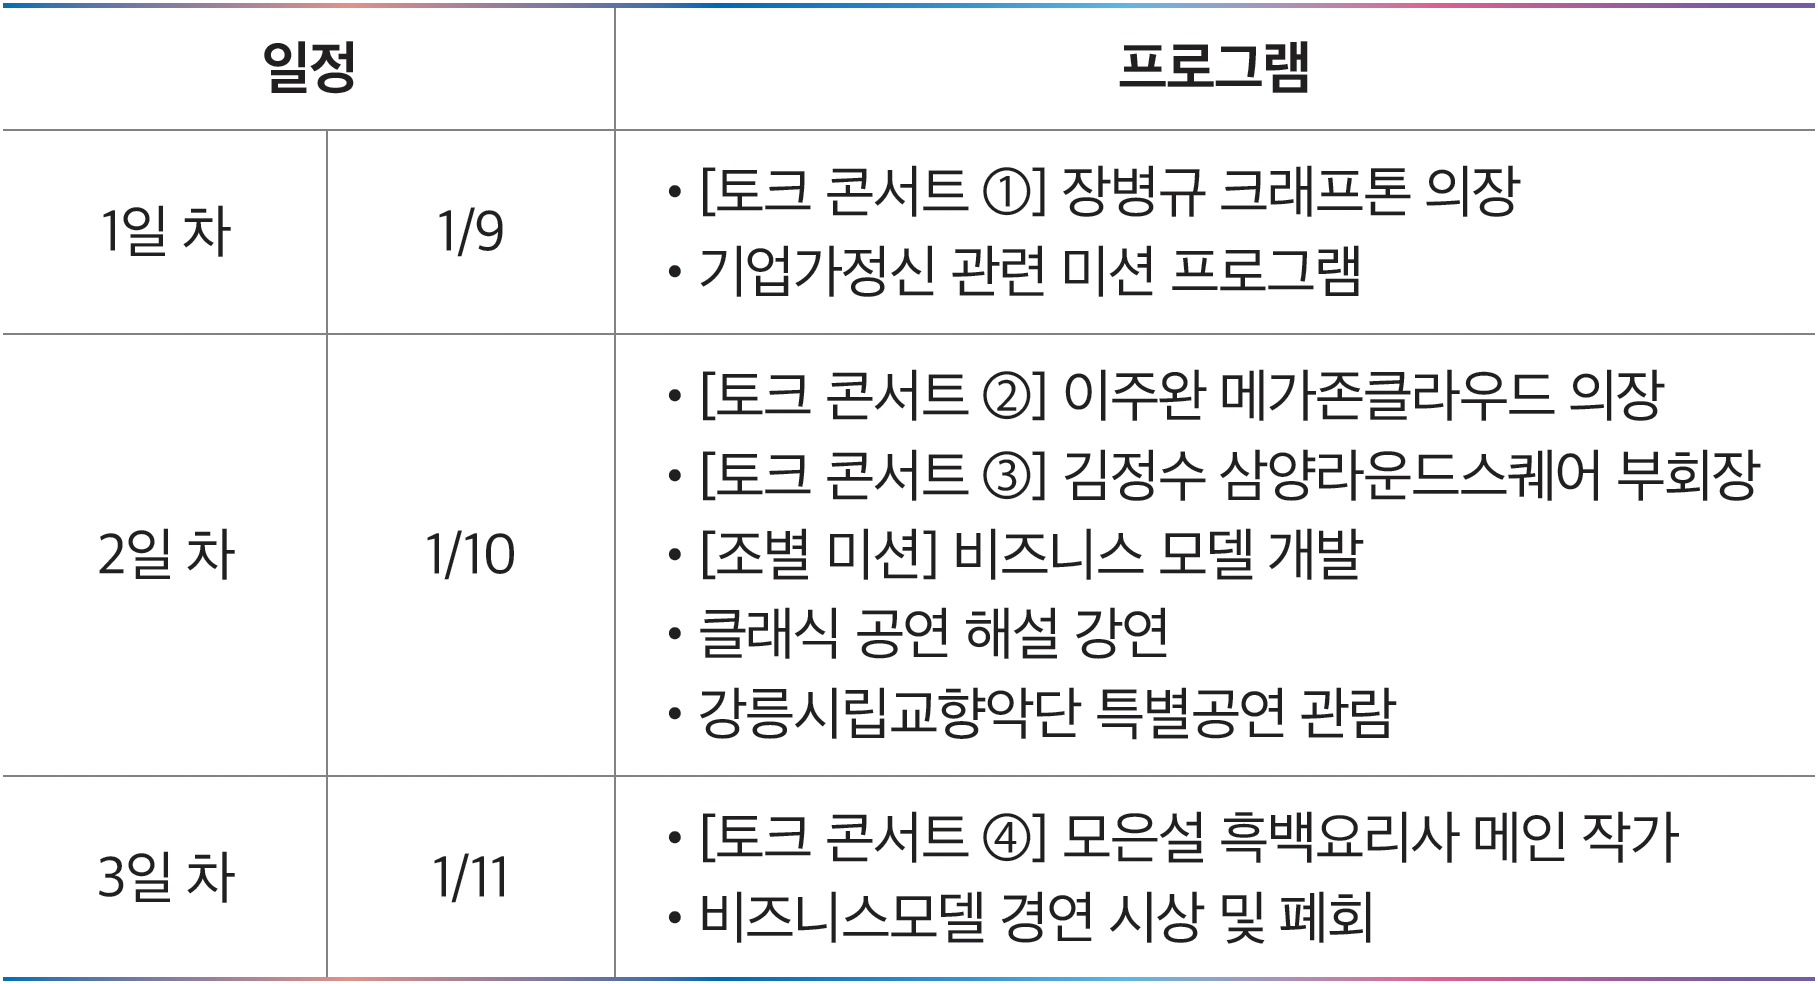 일정
프로그램
1일 차
1/9
• [토크 콘서트 ①] 장병규 크래프톤 의장
• 기업가정신 관련 미션 프로그램
2일 차
1/10
• [토크 콘서트 ②] 이주완 메가존클라우드 의장
• [토크 콘서트 ③] 김정수 삼양라운드스퀘어 부회장
• [조별 미션] 비즈니스 모델 개발
• 클래식 공연 해설 강연
• 강릉시립교향악단 특별공연 관람
3일 차
1/11
• [토크 콘서트 ④] 모은설 흑백요리사 메인 작가
• 비즈니스모델 경연 시상 및 폐회